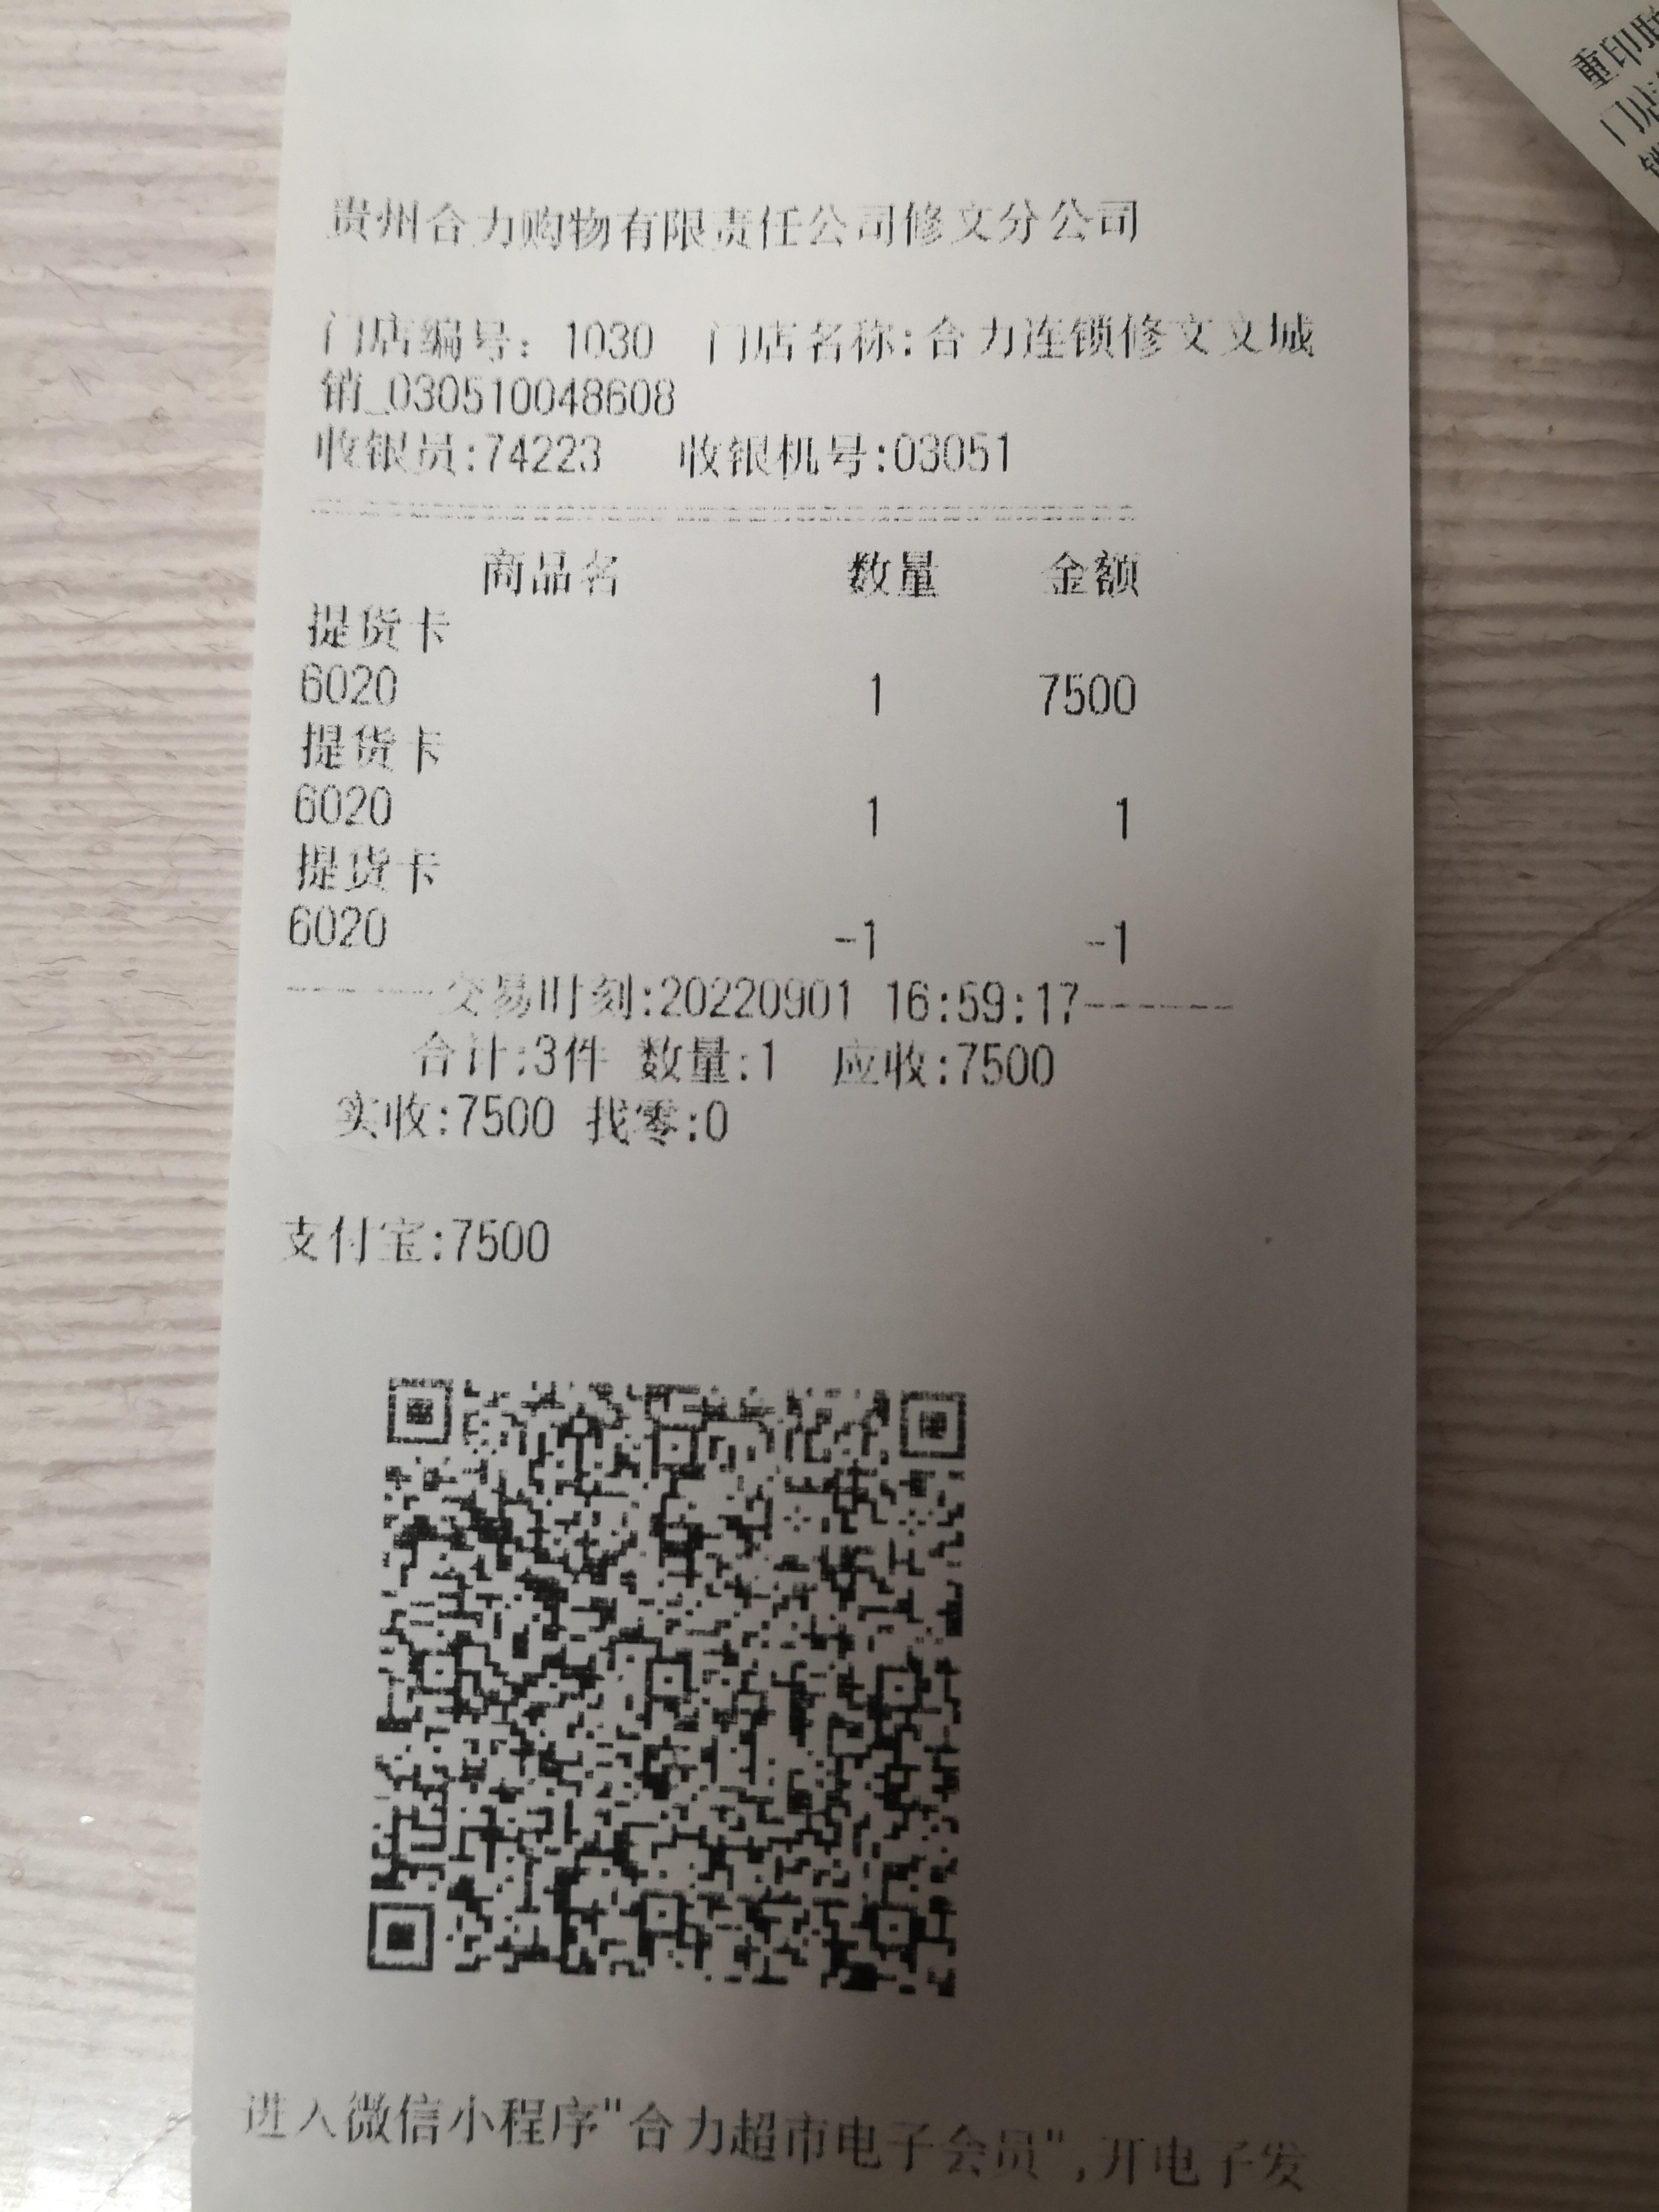 贵州合力购物有限责任公司修文分公司
门店编号: 1030 门店名称:合力连锁修文文城
销_030510048608
收银员:74223 收银机号:03051
商品名 数量 金额
提货卡
6020 1 7500
提货卡
6020 1 1
提货卡
6020 -1 -1
------交易时刻:20220901 16:59:17------
合计:3件 数量:1 应收:7500
实收:7500 找零:0
支付宝:7500
进入微信小程序"合力超市电子会员",开电子发
重印联
门店
销